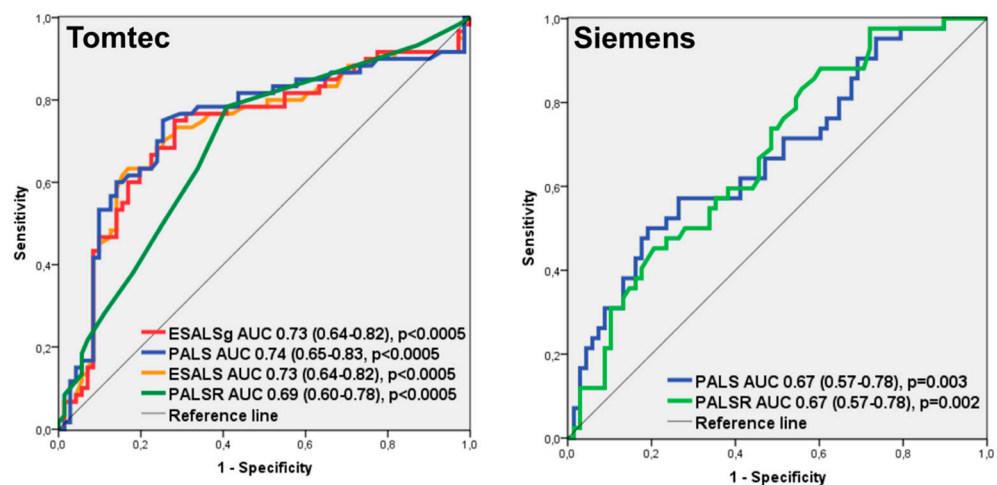 Tomtec
1,0
0,8
0,6
0,4
0,2
0,0
Sensitivity
ESALSg AUC 0.73 (0.64-0.82), p<0.0005
PALS AUC 0.74 (0.65-0.83, p<0.0005
ESALS AUC 0.73 (0.64-0.82), p<0.0005
PALSR AUC 0.69 (0.60-0.78), p<0.0005
Reference line
0,0 0,2 0,4 0,6 0,8 1,0
1 - Specificity
Siemens
1,0
0,8
0,6
0,4
0,2
0,0
Sensitivity
PALS AUC 0.67 (0.57-0.78), p=0.003
PALSR AUC 0.67 (0.57-0.78), p=0.002
Reference line
0,0 0,2 0,4 0,6 0,8 1,0
1 - Specificity